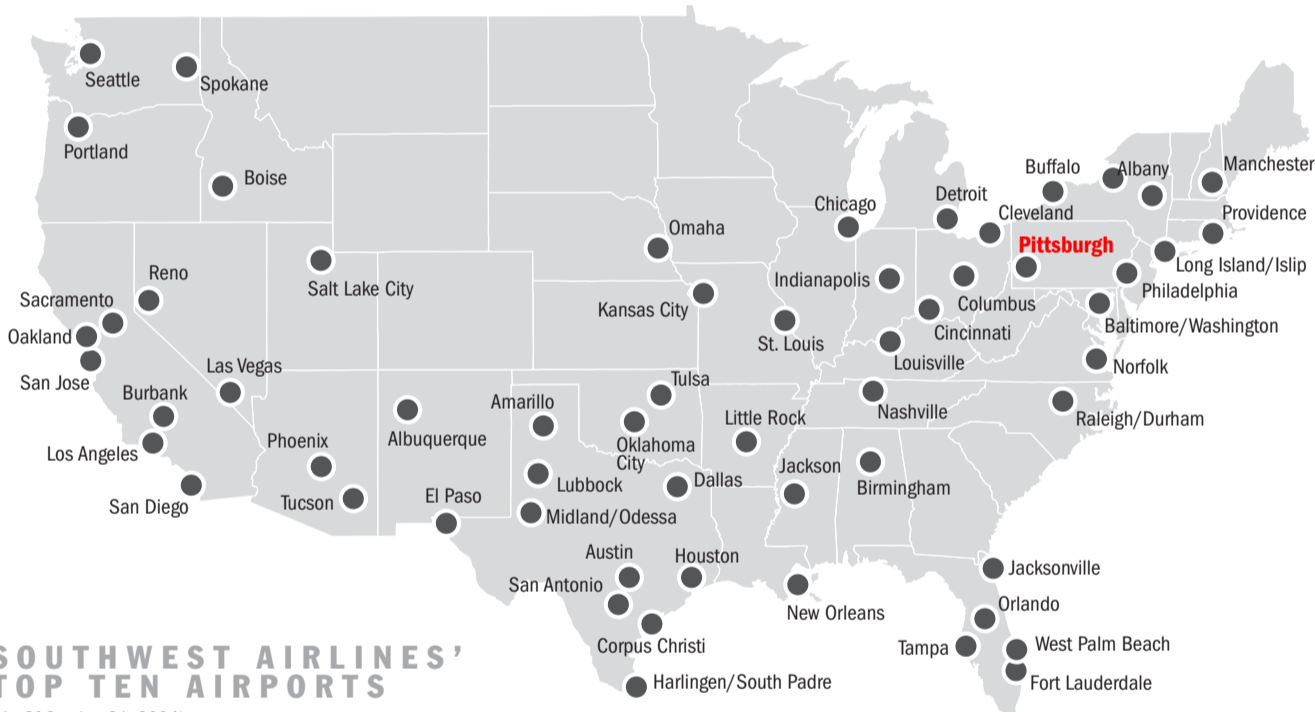 Seattle
Spokane
Portland
Boise
Buffalo
Albany
Manchester
Detroit
Chicago
Cleveland
Providence
Omaha
Pittsburgh
Long Island/Islip
Reno
Salt Lake City
Indianapolis
Columbus
Philadelphia
Sacramento
Kansas City
Baltimore/Washington
Oakland
St. Louis
Cincinnati
Louisville
Norfolk
Las Vegas
San Jose
Burbank
Tulsa
Amarillo
Little Rock
Nashville
Raleigh/Durham
Albuquerque
Phoenix
Oklahoma
City
Los Angeles
Jackson
Dallas
Lubbock
Birmingham
El Paso
Tucson
San Diego
Midland/Odessa
Austin
Houston
Jacksonville
San Antonio
Orlando
New Orleans
Corpus Christi
Tampa
West Palm Beach
Harlingen/South Padre
Fort Lauderdale
SOUTHWEST AIRLINES’
TOP TEN AIRPORTS